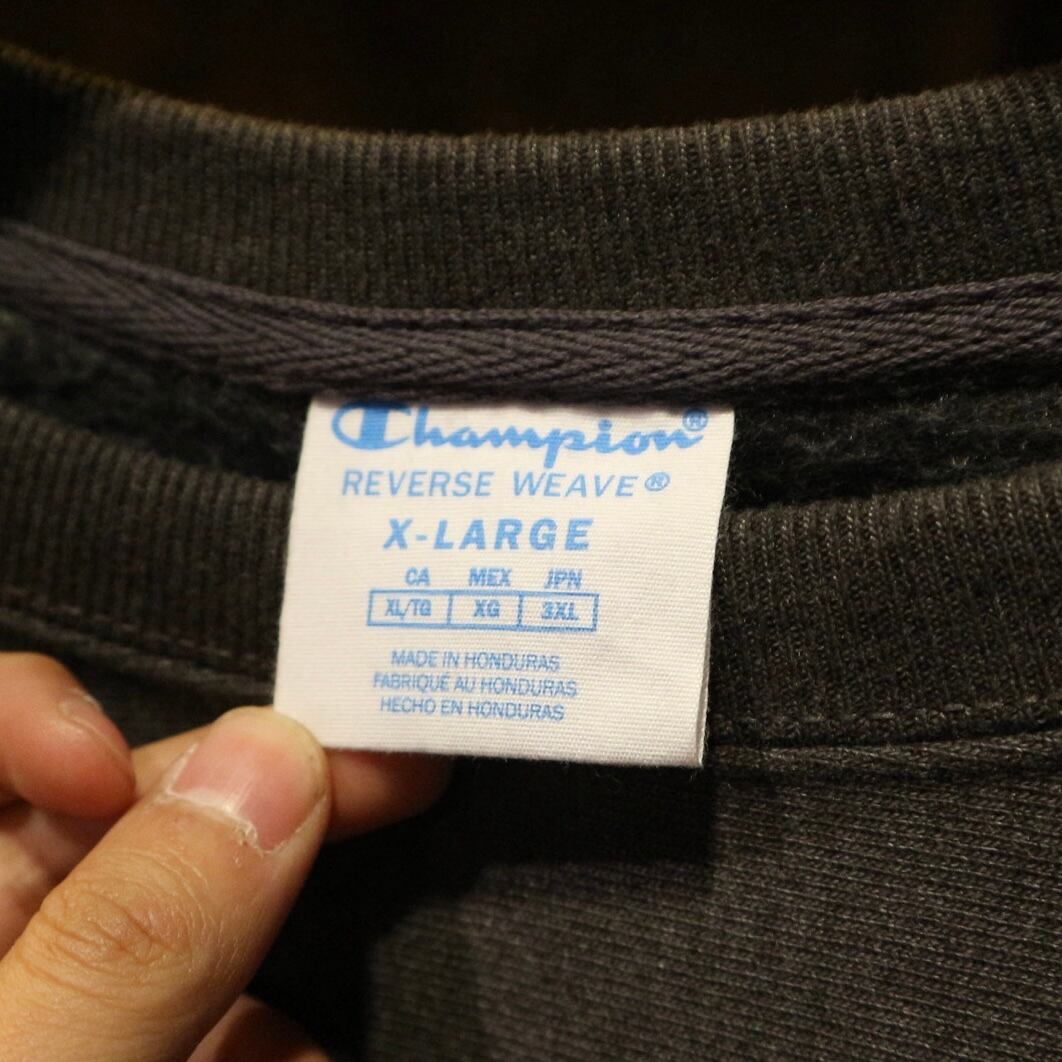 Champion®
REVERSE WEAVE®
X-LARGE
CA MEX JPN
XL/TG XG 3XL
MADE IN HONDURAS
FABRIQUÉ AU HONDURAS
HECHO EN HONDURAS